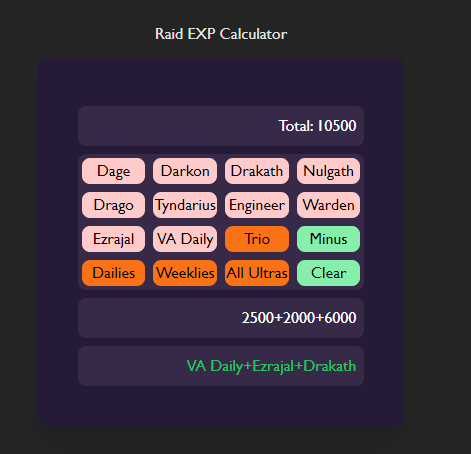 Raid EXP Calculator
Total: 10500
Dage Darkon Drakath Nulgath
Drago Tyndarius Engineer Warden
Ezrajal VA Daily Trio Minus
Dailies Weeklies All Ultras Clear
2500+2000+6000
VA Daily+Ezrajal+Drakath